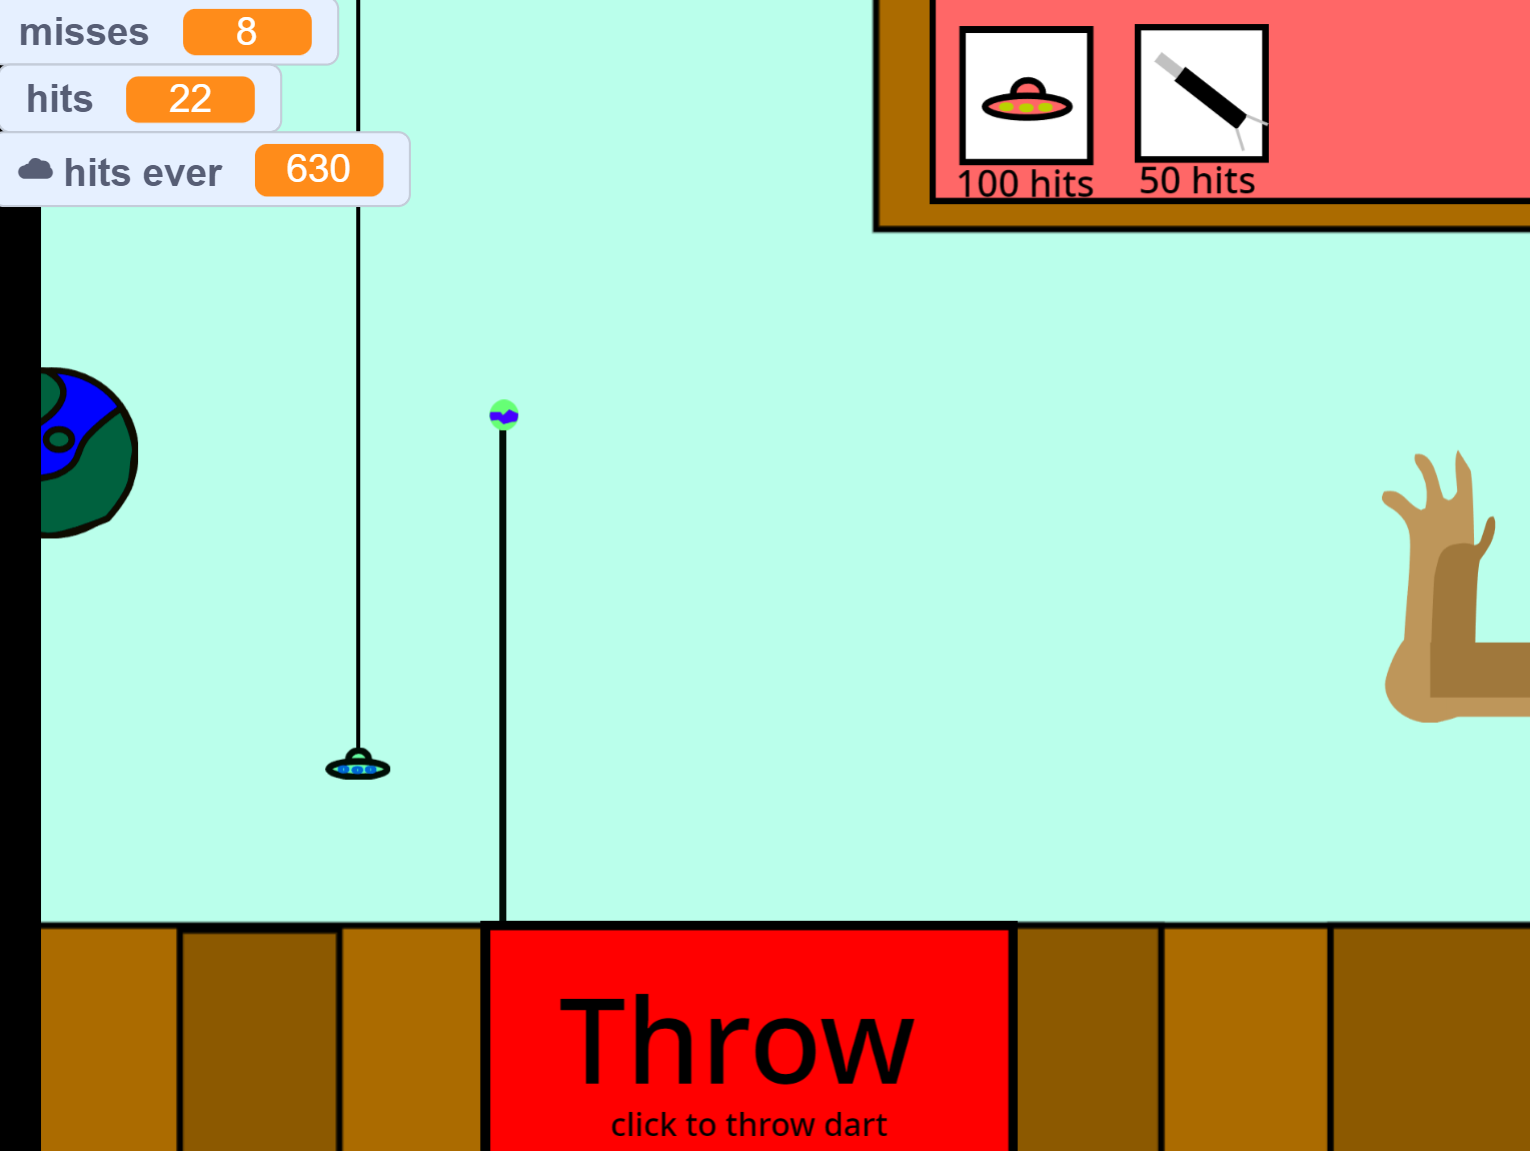 misses 8
hits 22
hits ever 630
100 hits
50 hits
Throw
click to throw dart